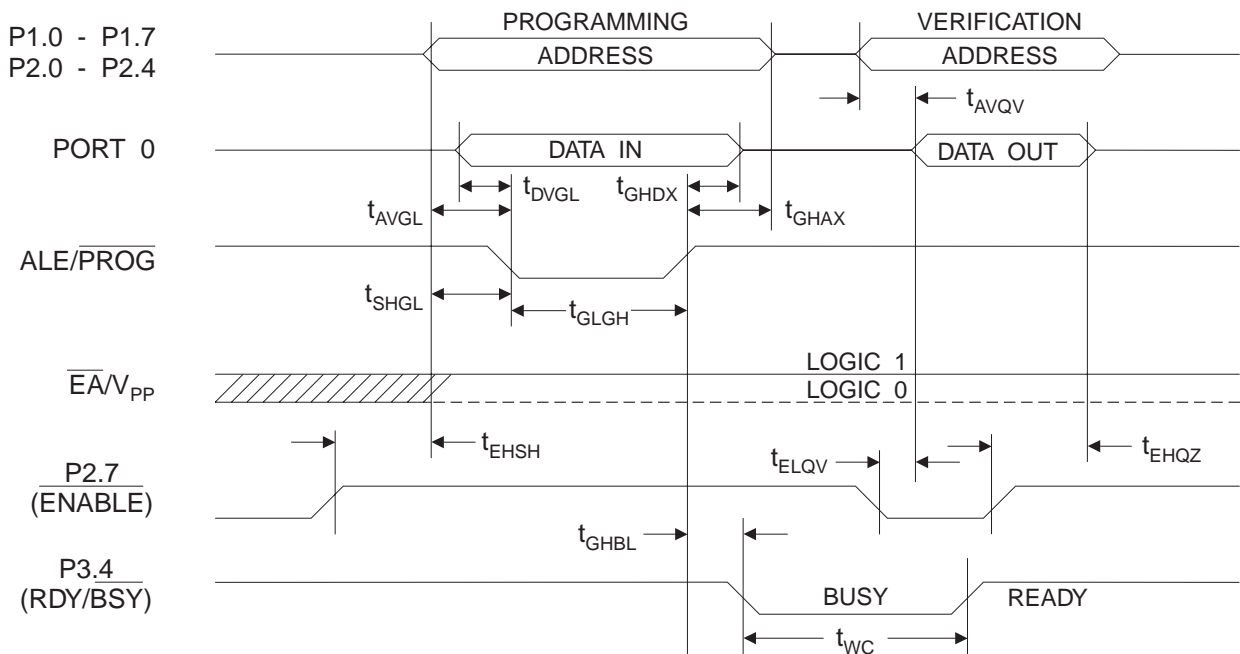 PROGRAMMING
VERIFICATION
P1.0 - P1.7
P2.0 - P2.4
ADDRESS
ADDRESS
tAVQV
PORT 0
DATA IN
DATA OUT
tDVGL
tGHDX
tAVGL
tGHAX
ALE/PROG
tSHGL
tGLGH
LOGIC 1
EA/VPP
LOGIC 0
tEHSH
tELQV
tEHQZ
P2.7
(ENABLE)
tGHBL
P3.4
(RDY/BSY)
BUSY
READY
tWC